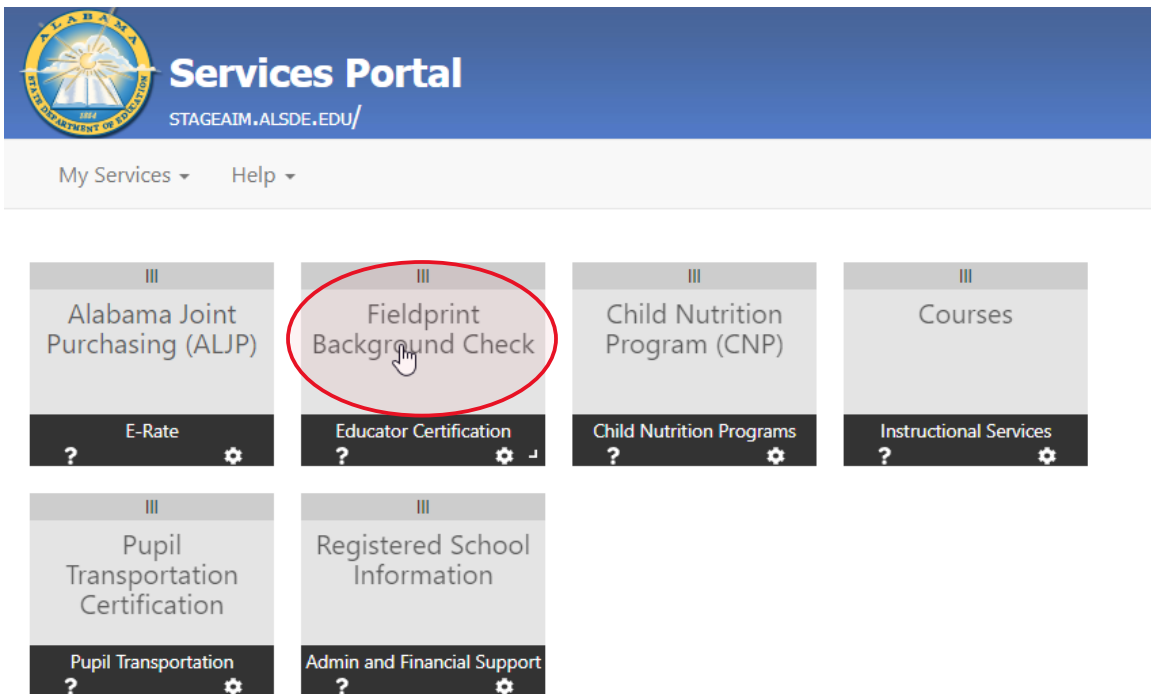 ALABAMA
STATE DEPARTMENT OF EDUCATION
1854
Services Portal
STAGEAIM.ALSDE.EDU/
My Services
Help
Alabama Joint
Purchasing (ALJP)
E-Rate
?
Fieldprint
Background Check
Educator Certification
?
Child Nutrition
Program (CNP)
Child Nutrition Programs
?
Courses
Instructional Services
?
Pupil
Transportation
Certification
Pupil Transportation
?
Registered School
Information
Admin and Financial Support
?